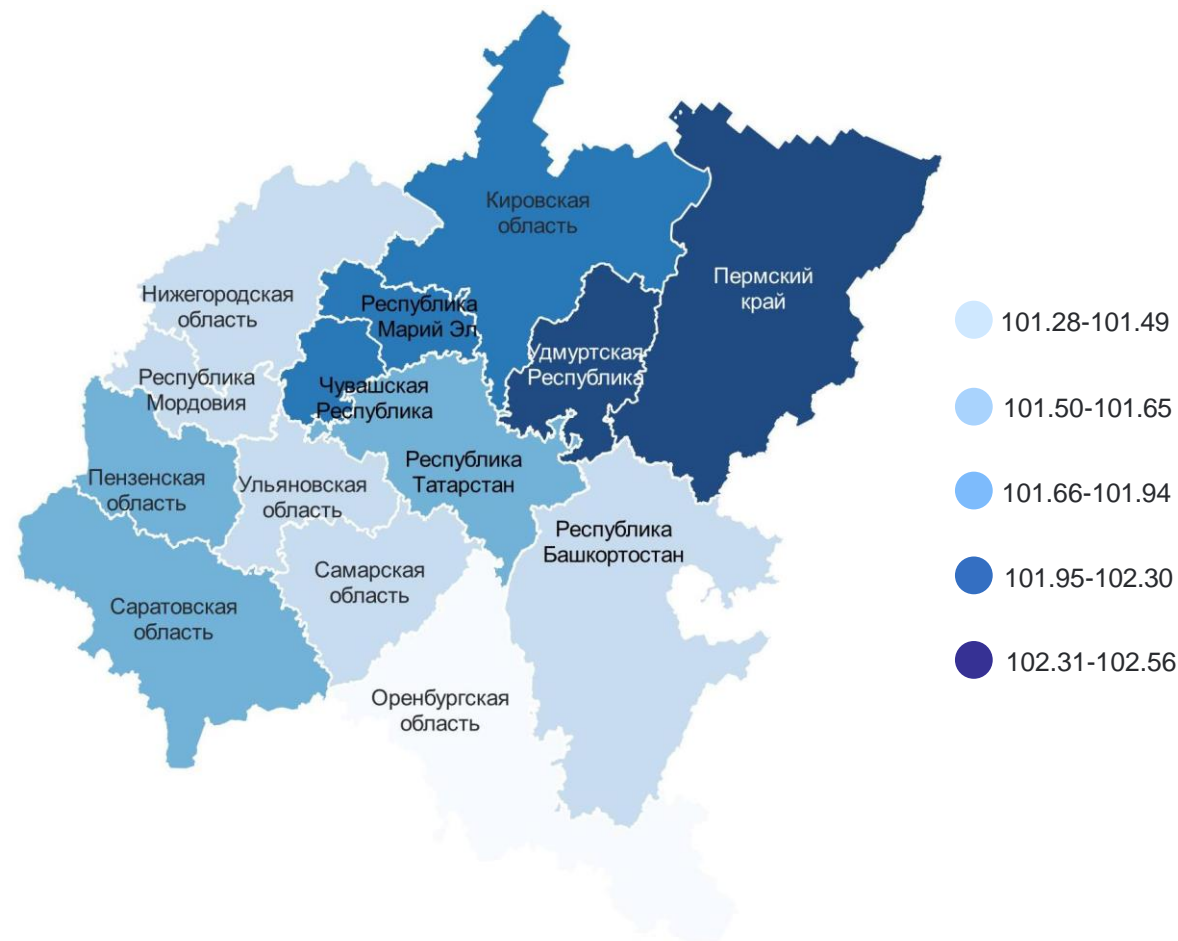 Кировская
область
Пермский
край
Нижегородская
область
Республика
Марий Эл
Удмуртская
Республика
Республика
Мордовия
Чувашская
Республика
Республика
Татарстан
Пензенская
область
Ульяновская
область
Республика
Башкортостан
Самарская
область
Саратовская
область
Оренбургская
область
101.28-101.49
101.50-101.65
101.66-101.94
101.95-102.30
102.31-102.56